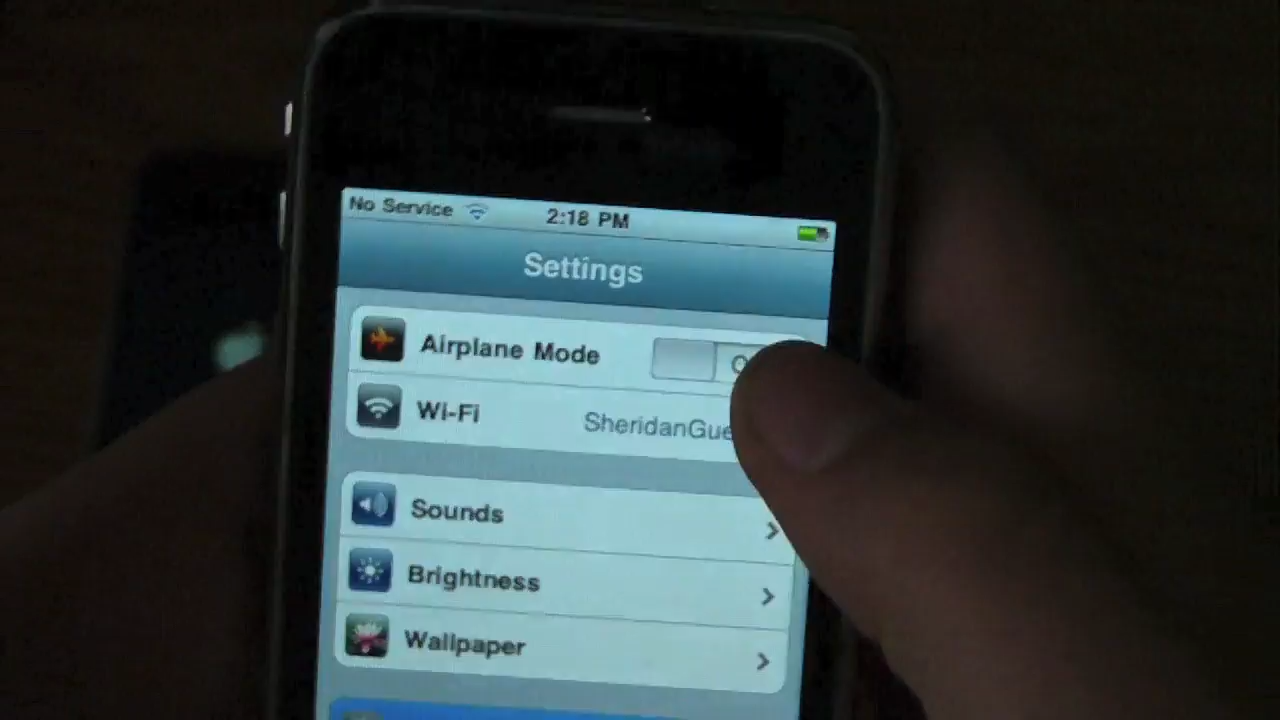 No Service 2:18 PM
Settings
Airplane Mode
Wi-Fi
Sounds
Brightness
Wallpaper